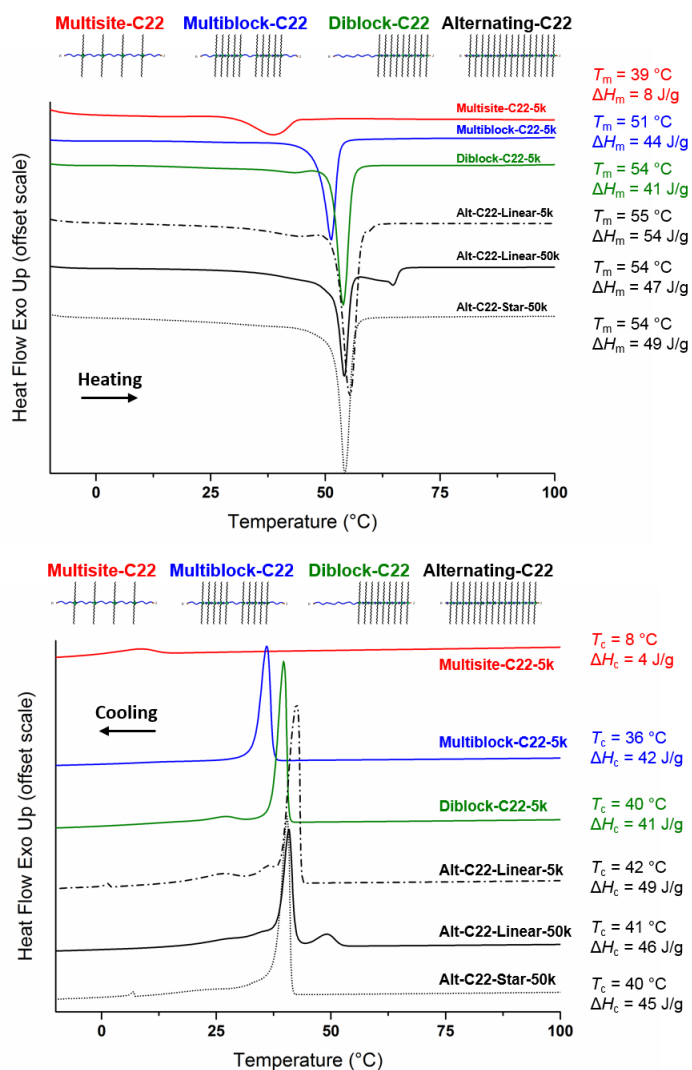 Multisite-C22 Multiblock-C22 Diblock-C22 Alternating-C22
Tm = 39 °C
ΔHm = 8 J/g
Tm = 51 °C
ΔHm = 44 J/g
Tm = 54 °C
ΔHm = 41 J/g
Tm = 55 °C
ΔHm = 54 J/g
Tm = 54 °C
ΔHm = 47 J/g
Tm = 54 °C
ΔHm = 49 J/g
Multisite-C22-5k
Multiblock-C22-5k
Diblock-C22-5k
Alt-C22-Linear-5k
Alt-C22-Linear-50k
Alt-C22-Star-50k
Heating
Heat Flow Exo Up (offset scale)
0 25 50 75 100
Temperature (°C)
Multisite-C22 Multiblock-C22 Diblock-C22 Alternating-C22
Tc = 8 °C
ΔHc = 4 J/g
Tc = 36 °C
ΔHc = 42 J/g
Tc = 40 °C
ΔHc = 41 J/g
Tc = 42 °C
ΔHc = 49 J/g
Tc = 41 °C
ΔHc = 46 J/g
Tc = 40 °C
ΔHc = 45 J/g
Multisite-C22-5k
Cooling
Multiblock-C22-5k
Diblock-C22-5k
Alt-C22-Linear-5k
Alt-C22-Linear-50k
Alt-C22-Star-50k
Heat Flow Exo Up (offset scale)
0 25 50 75 100
Temperature (°C)